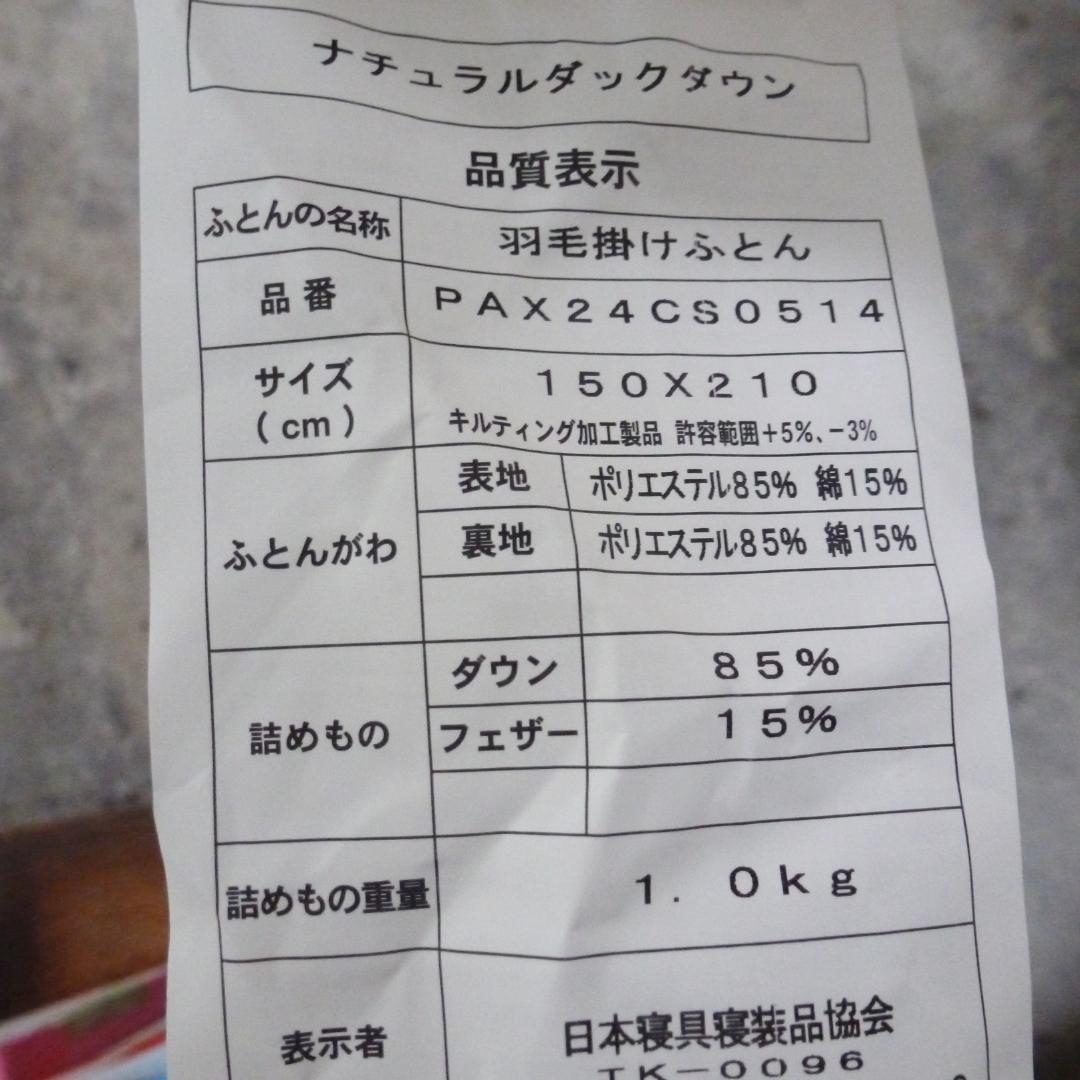 ナチュラルダックダウン
品質表示
ふとんの名称 羽毛掛けふとん
品番 PAX24CS0514
サイズ 150X210
(cm) キルティング加工製品 許容範囲+5%、-3%
ふとんがわ 表地 ポリエステル85% 綿15%
裏地 ポリエステル85% 綿15%
詰めもの ダウン 85%
フェザー 15%
詰めもの重量 1.0kg
表示者 日本寝具寝装品協会
TK-0096